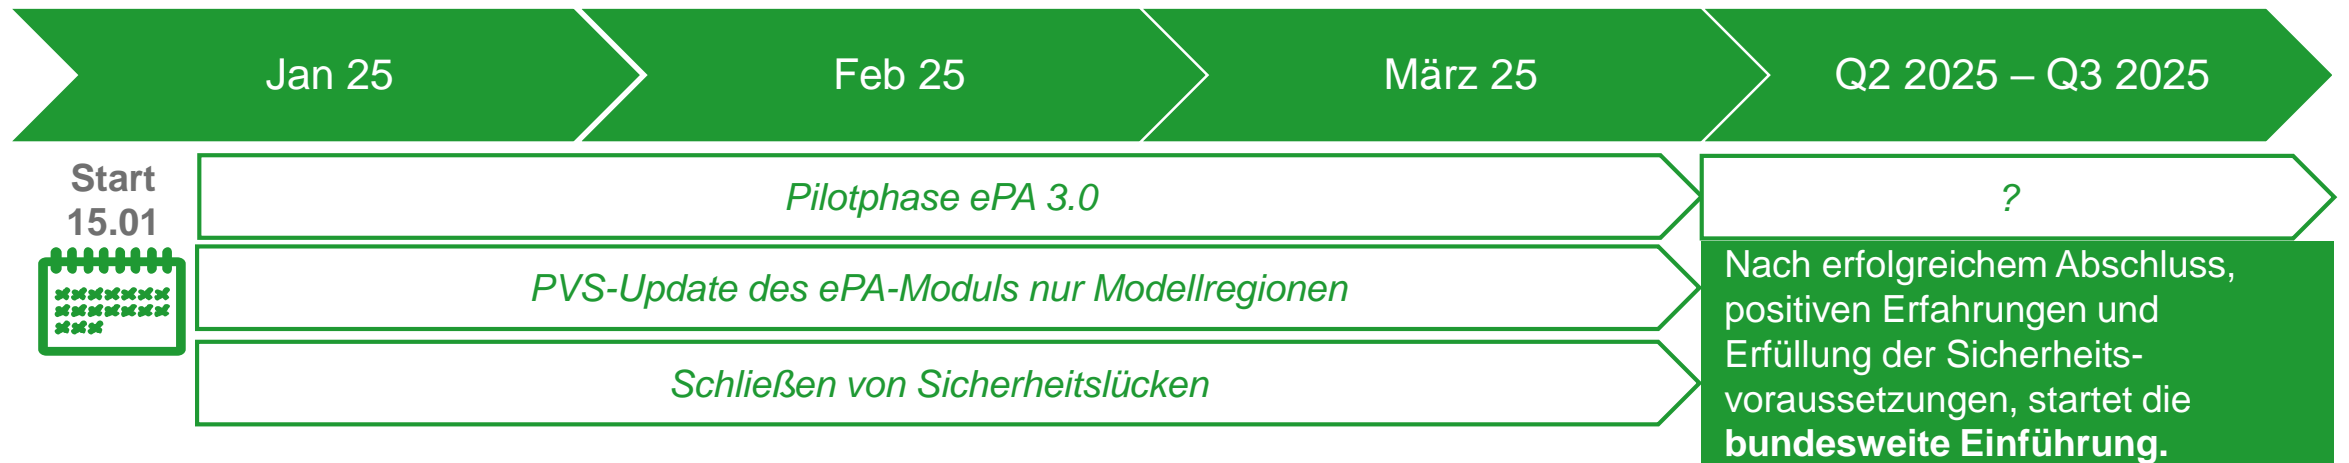 Jan 25
Feb 25
März 25
Q2 2025 – Q3 2025
Start
15.01
Pilotphase ePA 3.0
?
PVS-Update des ePA-Moduls nur Modellregionen
Schließen von Sicherheitslücken
Nach erfolgreichem Abschluss,
positiven Erfahrungen und
Erfüllung der Sicherheits-
voraussetzungen, startet die
bundesweite Einführung.